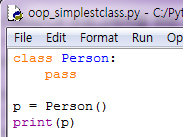 oop_simplestclass.py - C:/Pyt
File Edit Format Run Op
class Person:
    pass
p = Person()
print(p)